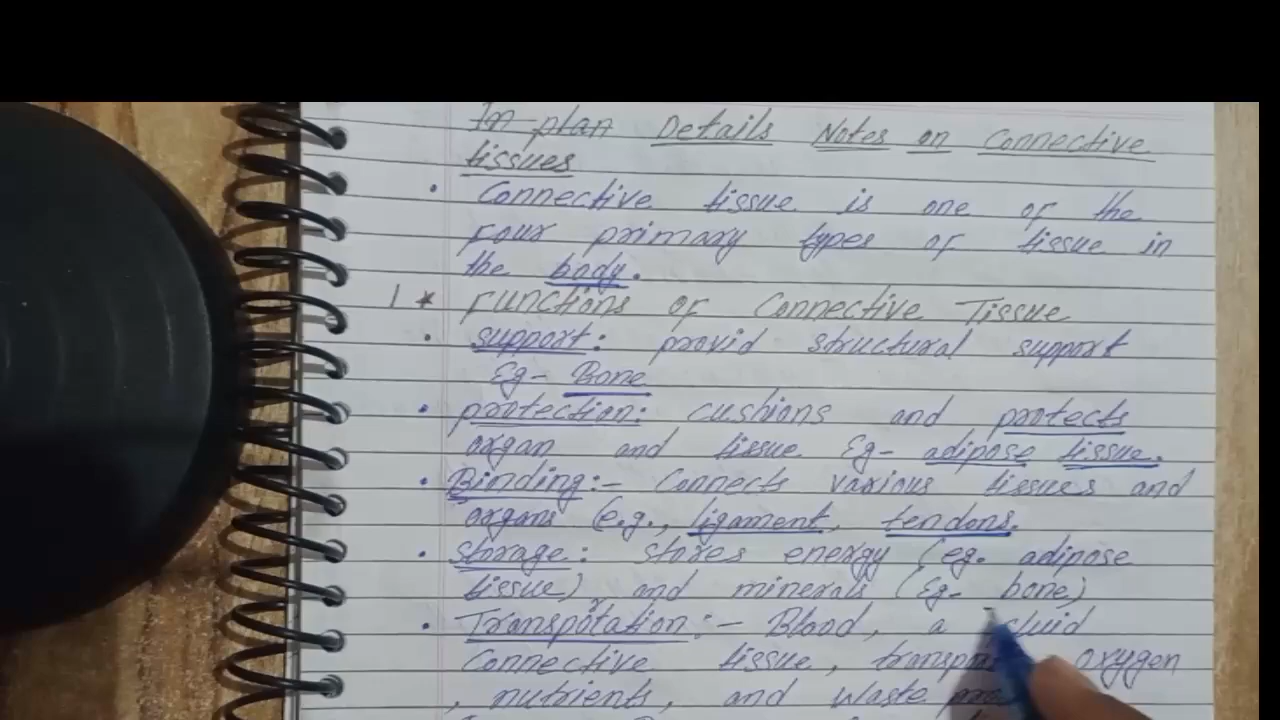 In-plan Details Notes on Connective
tissues
• Connective tissue is one of the
Four primary types of tissue in
the body.
1 * Functions of Connective Tissue
• support: provid structural support
Eg- Bone
• protection: cushions and protects
organ and tissue Eg- adipose tissue.
• Binding:- Connects various tissues and
organs (e.g., ligament, tendons.
• storage: stores energy (eg. adipose
tissue) and minerals (Eg- bone)
• Transpotation:- Blood, a fluid
Connective tissue, oxygen
, nutrients, and waste